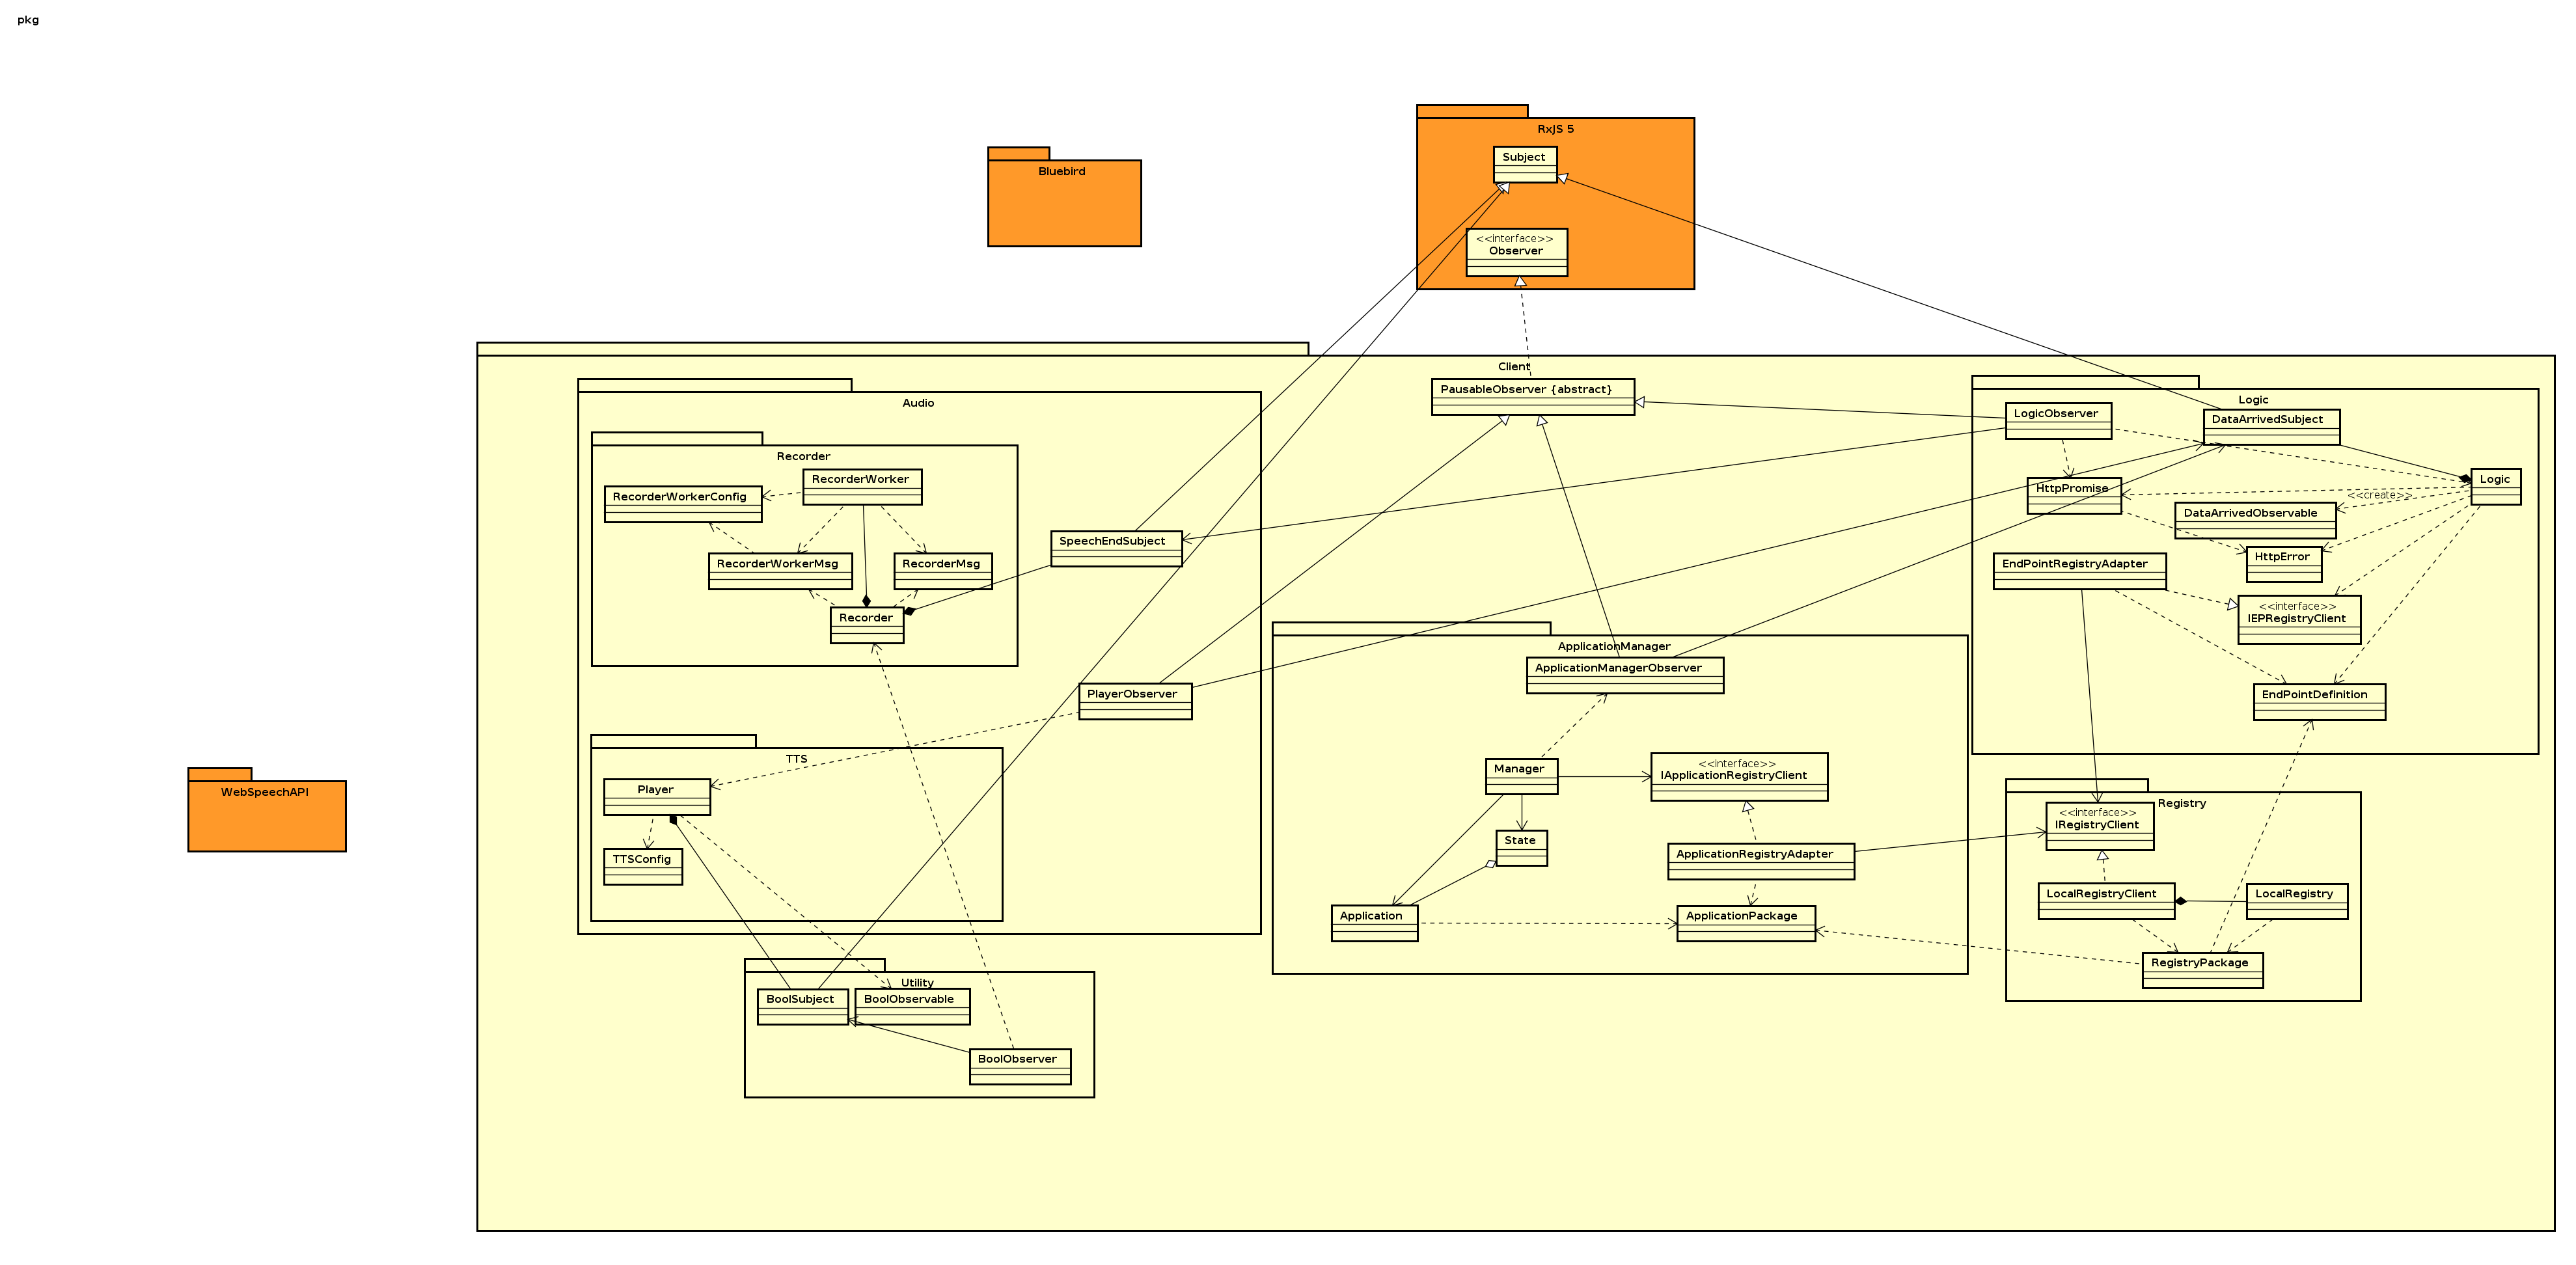 pkg
RxJS 5
Subject
Bluebird
<<interface>>
Observer
Client
PausableObserver {abstract}
Audio
Logic
LogicObserver
DataArrivedSubject
Recorder
RecorderWorker
RecorderWorkerConfig
Logic
HttpPromise
<<create>>
DataArrivedObservable
SpeechEndSubject
RecorderWorkerMsg
RecorderMsg
HttpError
EndPointRegistryAdapter
<<interface>>
IEPRegistryClient
Recorder
ApplicationManager
ApplicationManagerObserver
PlayerObserver
EndPointDefinition
TTS
Manager
<<interface>>
IApplicationRegistryClient
WebSpeechAPI
Player
Registry
<<interface>>
IRegistryClient
State
TTSConfig
ApplicationRegistryAdapter
LocalRegistryClient
LocalRegistry
Application
ApplicationPackage
RegistryPackage
Utility
BoolSubject
BoolObservable
BoolObserver